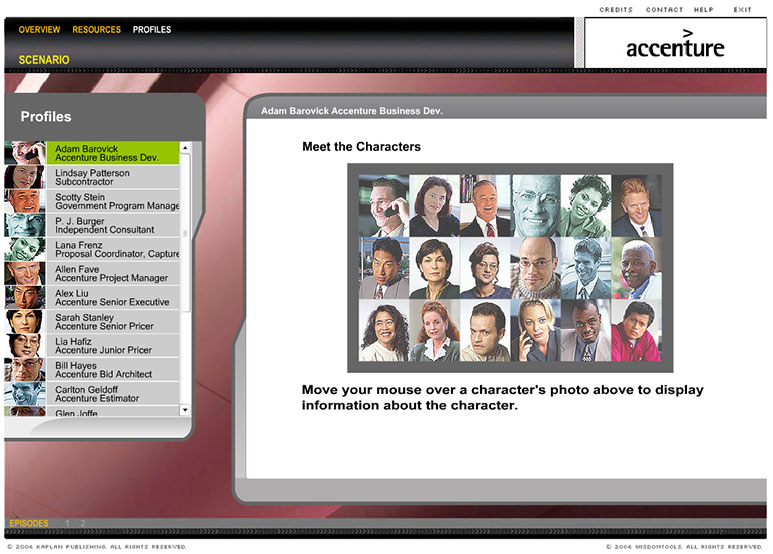 CREDITS CONTACT HELP EXIT
OVERVIEW RESOURCES PROFILES
accenture
SCENARIO
Profiles
Adam Barovick
Accenture Business Dev.
Lindsay Patterson
Subcontractor
Scotty Stein
Government Program Manage
P. J. Burger
Independent Consultant
Lana Frenz
Proposal Coordinator, Capture
Allen Fave
Accenture Project Manager
Alex Liu
Accenture Senior Executive
Sarah Stanley
Accenture Senior Pricer
Lia Hafiz
Accenture Junior Pricer
Bill Hayes
Accenture Bid Architect
Carlton Geldoff
Accenture Estimator
Glen Joffe
Adam Barovick Accenture Business Dev.
Meet the Characters
Move your mouse over a character's photo above to display
information about the character.
EPISODES 1 2
© 2006 KAPLAN PUBLISHING. ALL RIGHTS RESERVED.
© 2006 WISDOMTOOLS. ALL RIGHTS RESERVED.